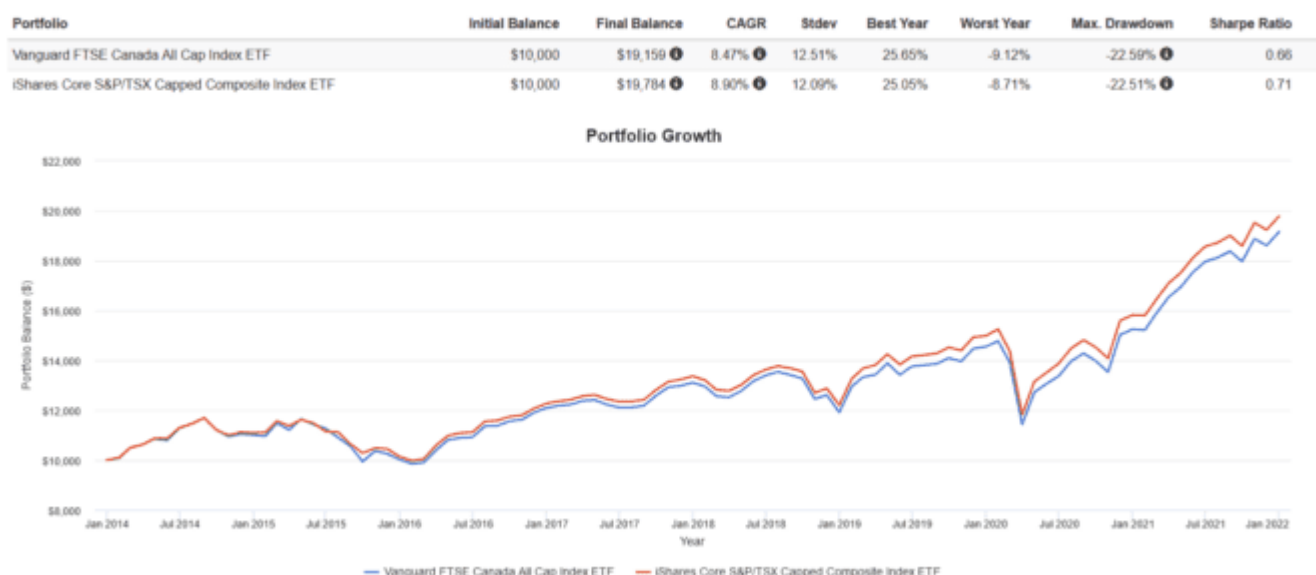 Portfolio Initial Balance Final Balance CAGR Stdev Best Year Worst Year Max. Drawdown Sharpe Ratio
Vanguard FTSE Canada All Cap Index ETF $10,000 $19,159 8.47% 12.51% 25.65% -9.12% -22.59% 0.66
iShares Core S&P/TSX Capped Composite Index ETF $10,000 $19,784 8.90% 12.09% 25.05% -8.71% -22.51% 0.71
Portfolio Growth
$22,000
$20,000
$18,000
$16,000
$14,000
$12,000
$10,000
$8,000
Portfolio Balance ($)
Jan 2014 Jul 2014 Jan 2015 Jul 2015 Jan 2016 Jul 2016 Jan 2017 Jul 2017 Jan 2018 Jul 2018 Jan 2019 Jul 2019 Jan 2020 Jul 2020 Jan 2021 Jul 2021 Jan 2022
Year
Vanguard FTSE Canada All Cap Index ETF iShares Core S&P/TSX Capped Composite Index ETF